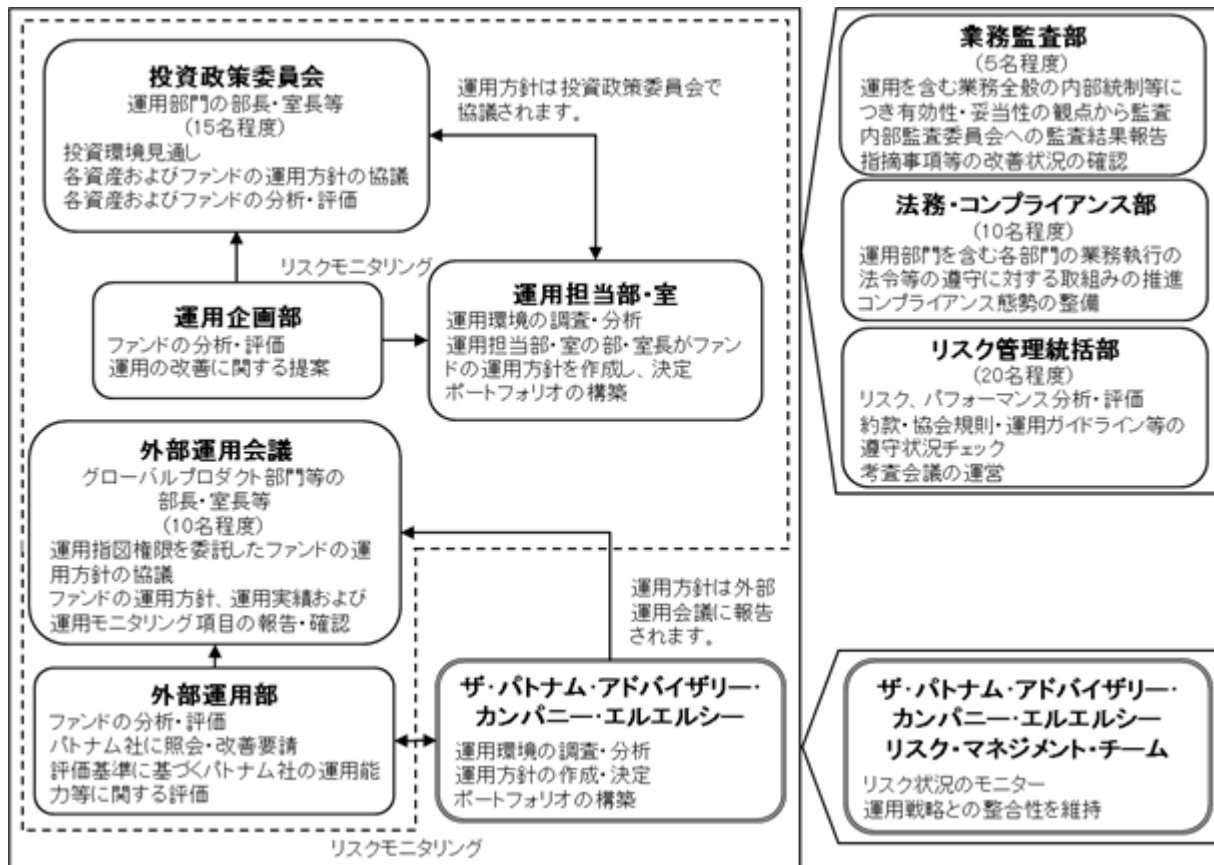 投資政策委員会
運用部門の部長・室長等
(15名程度)
投資環境見通し
各資産およびファンドの運用方針の協議
各資産およびファンドの分析・評価
運用方針は投資政策委員会で
協議されます。
リスクモニタリング
運用企画部
ファンドの分析・評価
運用の改善に関する提案
運用担当部・室
運用環境の調査・分析
運用担当部・室の部・室長がファン
ドの運用方針を作成し、決定
ポートフォリオの構築
外部運用会議
グローバルプロダクト部門等の
部長・室長等
(10名程度)
運用指図権限を委託したファンドの運
用方針の協議
ファンドの運用方針、運用実績および
運用モニタリング項目の報告・確認
運用方針は外部
運用会議に報告
されます。
外部運用部
ファンドの分析・評価
パトナム社に照会・改善要請
評価基準に基づくパトナム社の運用能
力等に関する評価
ザ・パトナム・アドバイザリー・
カンパニー・エルエルシー
運用環境の調査・分析
運用方針の作成・決定
ポートフォリオの構築
リスクモニタリング
業務監査部
(5名程度)
運用を含む業務全般の内部統制等に
つき有効性・妥当性の観点から監査
内部監査委員会への監査結果報告
指摘事項等の改善状況の確認
法務・コンプライアンス部
(10名程度)
運用部門を含む各部門の業務執行の
法令等の遵守に対する取組みの推進
コンプライアンス態勢の整備
リスク管理統括部
(20名程度)
リスク、パフォーマンス分析・評価
約款・協会規則・運用ガイドライン等の
遵守状況チェック
考査会議の運営
ザ・パトナム・アドバイザリー・
カンパニー・エルエルシー
リスク・マネジメント・チーム
リスク状況のモニター
運用戦略との整合性を維持